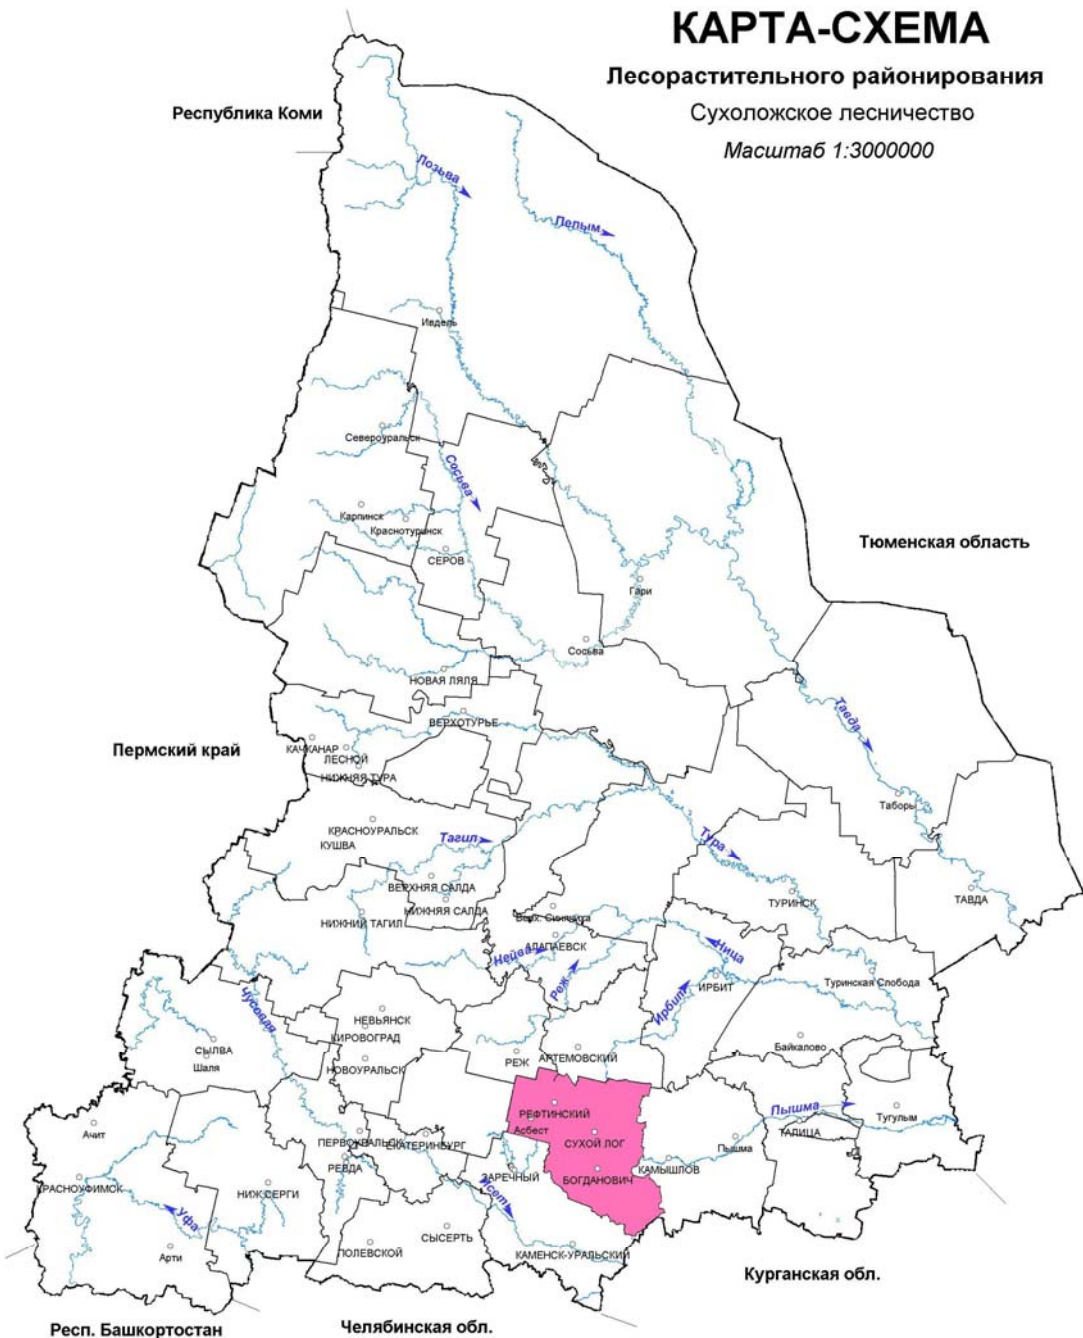 КАРТА-СХЕМА
Лесорастительного районирования
Сухоложское лесничество
Масштаб 1:3000000
Республика Коми
Лозьва
Пелым
Ивдель
Североуральск
Сосьва
Карпинск
Краснотурьинск
СЕРОВ
Тюменская область
Гари
Сосьва
НОВАЯ ЛЯЛЯ
ВЕРХОТУРЬЕ
Тавда
Пермский край
КАЧКАНАР
ЛЕСНОЙ
НИЖНЯЯ ТУРА
Таборы
КРАСНОУРАЛЬСК
КУШВА
Тагил
Тура
ВЕРХНЯЯ САЛДА
НИЖНЯЯ САЛДА
ТУРИНСК
ТАВДА
НИЖНИЙ ТАГИЛ
Верх. Синячиха
АЛАПАЕВСК
Нейва
Ница
Реж
Ирбит
ИРБИТ
Туринская Слобода
Чусовая
НЕВЬЯНСК
КИРОВОГРАД
СЫЛВА
Шаля
НОВОУРАЛЬСК
РЕЖ
АРТЕМОВСКИЙ
Байкалово
РЕФТИНСКИЙ
Асбест
Пышма
Тугулым
ТАЛИЦА
Ачит
ПЕРВОУРАЛЬСК
ЕКАТЕРИНБУРГ
СУХОЙ ЛОГ
Пышма
КРАСНОУФИМСК
РЕВДА
ЗАРЕЧНЫЙ
БОГДАНОВИЧ
КАМЫШЛОВ
НИЖ.СЕРГИ
Исеть
Уфа
СЫСЕРТЬ
Арти
ПОЛЕВСКОЙ
КАМЕНСК-УРАЛЬСКИЙ
Курганская обл.
Респ. Башкортостан
Челябинская обл.